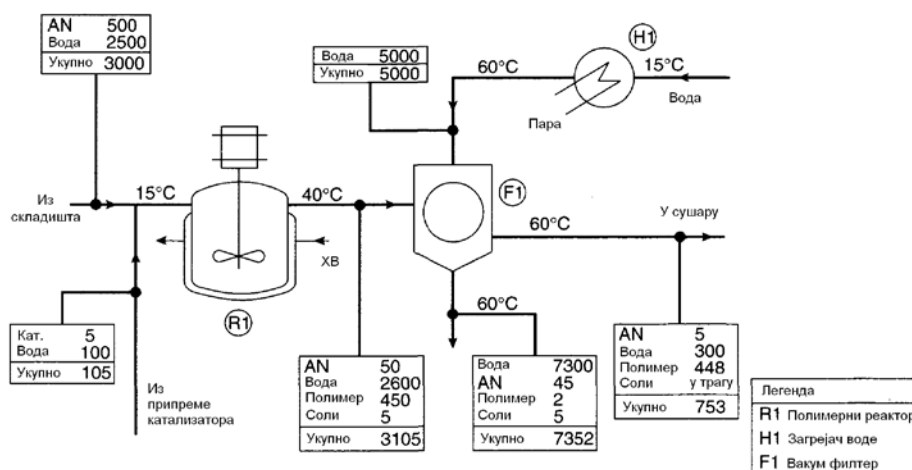 AN 500
Вода 2500
Укупно 3000
Вода 5000
Укупно 5000
H1
60°C
15°C
Вода
Пара
Из
складишта
15°C
40°C
F1
У сушару
60°C
ХВ
R1
60°C
Кат. 5
Вода 100
Укупно 105
Из
припреме
катализатора
AN 50
Вода 2600
Полимер 450
Соли 5
Укупно 3105
Вода 7300
AN 45
Полимер 2
Соли 5
Укупно 7352
AN 5
Вода 300
Полимер 448
Соли у трагу
Укупно 753
Легенда
R1 Полимерни реактор
H1 Загрејач воде
F1 Вакум филтер